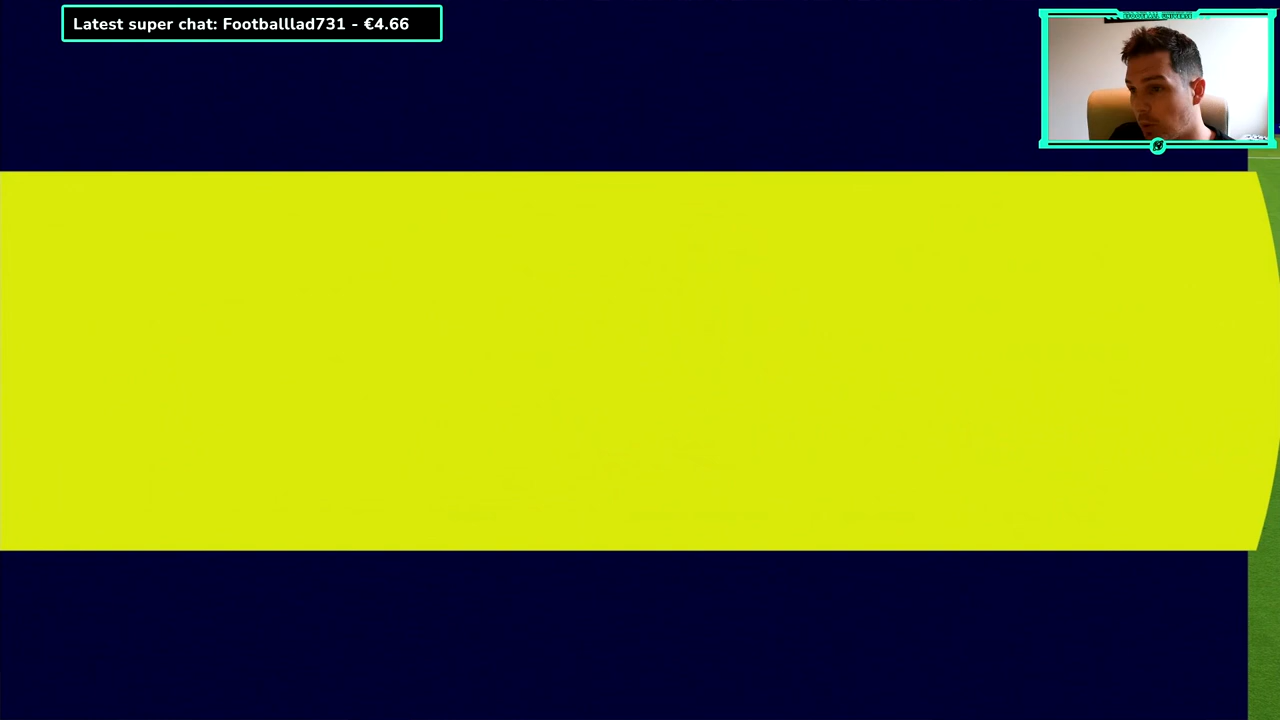 Latest super chat: Footballlad731 - €4.66